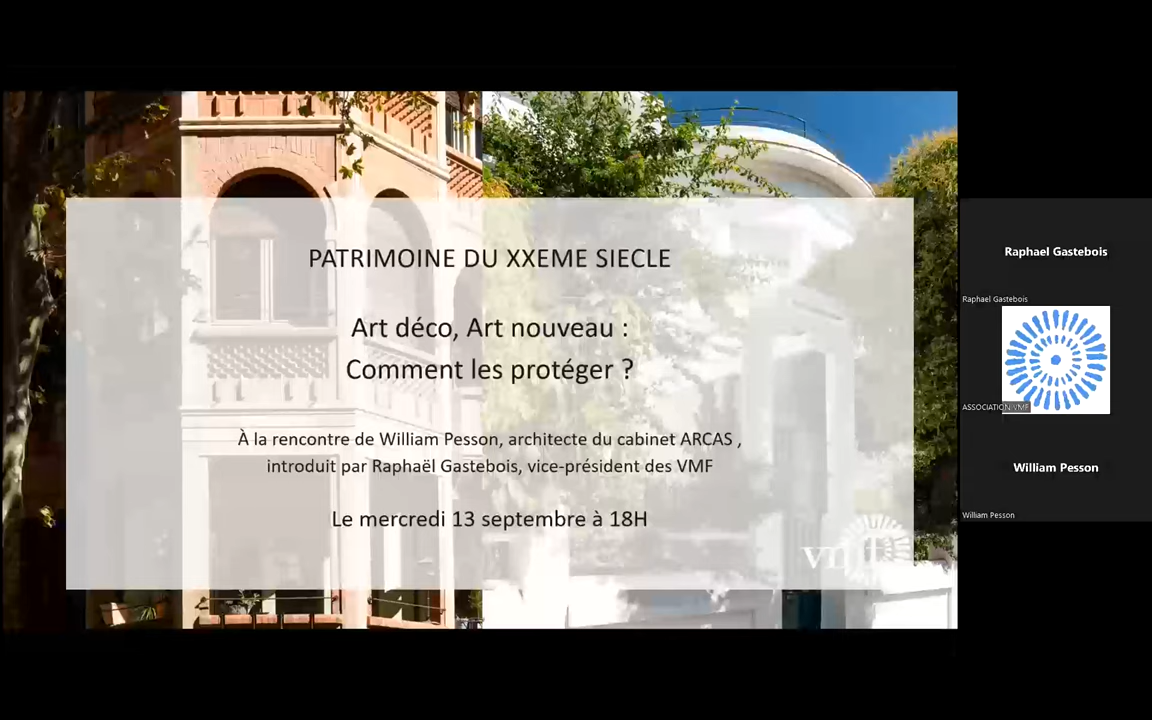 PATRIMOINE DU XXEME SIECLE
Art déco, Art nouveau :
Comment les protéger ?
À la rencontre de William Pesson, architecte du cabinet ARCAS ,
introduit par Raphaël Gastebois, vice-président des VMF
Le mercredi 13 septembre à 18H
vmf
Raphael Gastebois
Raphael Gastebois
ASSOCIATION VMF
William Pesson
William Pesson